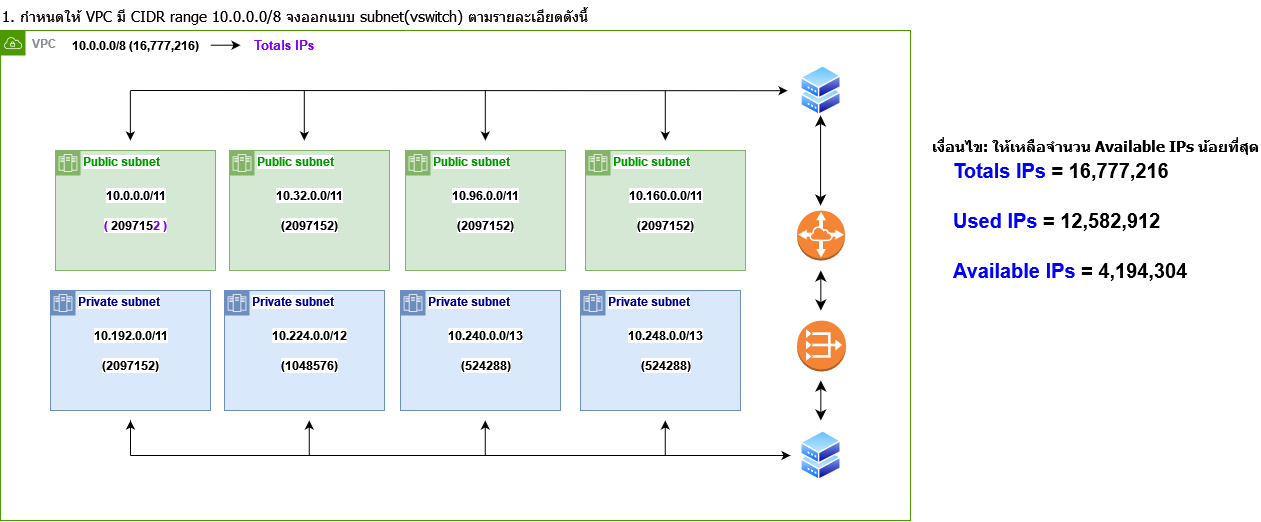 1. กำหนดให้ VPC มี CIDR range 10.0.0.0/8 จงออกแบบ subnet(vswitch) ตามรายละเอียดดังนี้
VPC 10.0.0.0/8 (16,777,216) Totals IPs
Public subnet
10.0.0.0/11
( 2097152 )
Public subnet
10.32.0.0/11
(2097152)
Public subnet
10.96.0.0/11
(2097152)
Public subnet
10.160.0.0/11
(2097152)
Private subnet
10.192.0.0/11
(2097152)
Private subnet
10.224.0.0/12
(1048576)
Private subnet
10.240.0.0/13
(524288)
Private subnet
10.248.0.0/13
(524288)
เงื่อนไข: ให้เหลือจำนวน Available IPs น้อยที่สุด
Totals IPs = 16,777,216
Used IPs = 12,582,912
Available IPs = 4,194,304